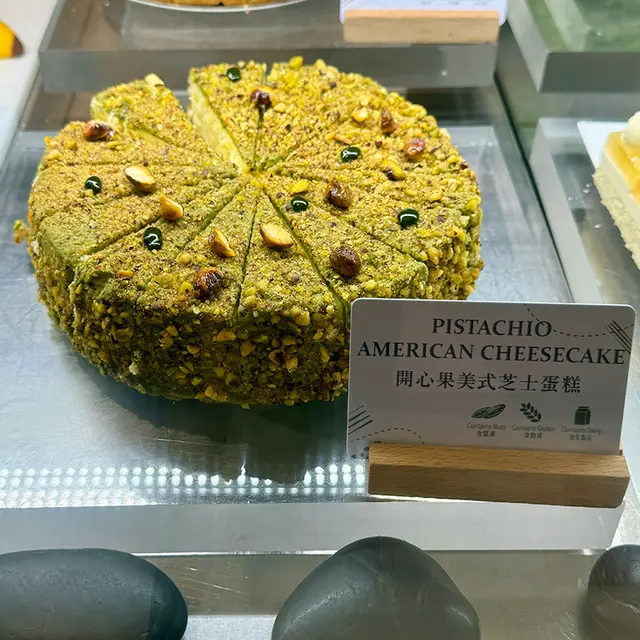 PISTACHIO
AMERICAN CHEESECAKE
開心果美式芝士蛋糕
Contains Nuts Contains Gluten Contains Dairy
含堅果 含麩質 含乳製品